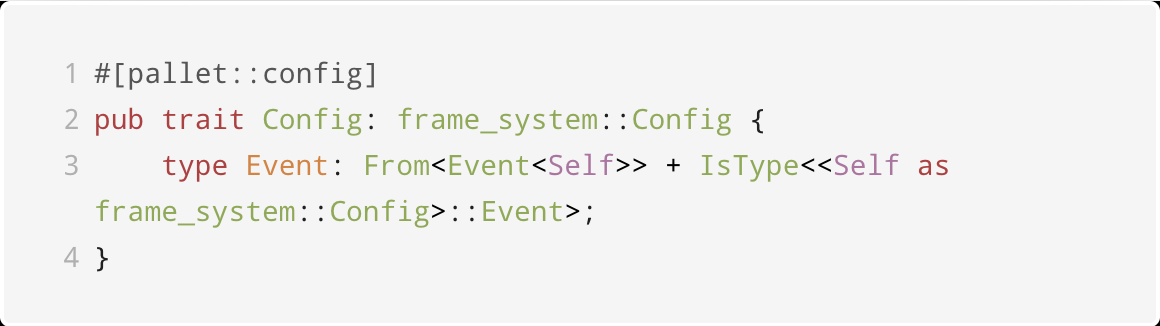 1 #[pallet::config]
2 pub trait Config: frame_system::Config {
3     type Event: From<Event<Self>> + IsType<<Self as
frame_system::Config>::Event>;
4 }